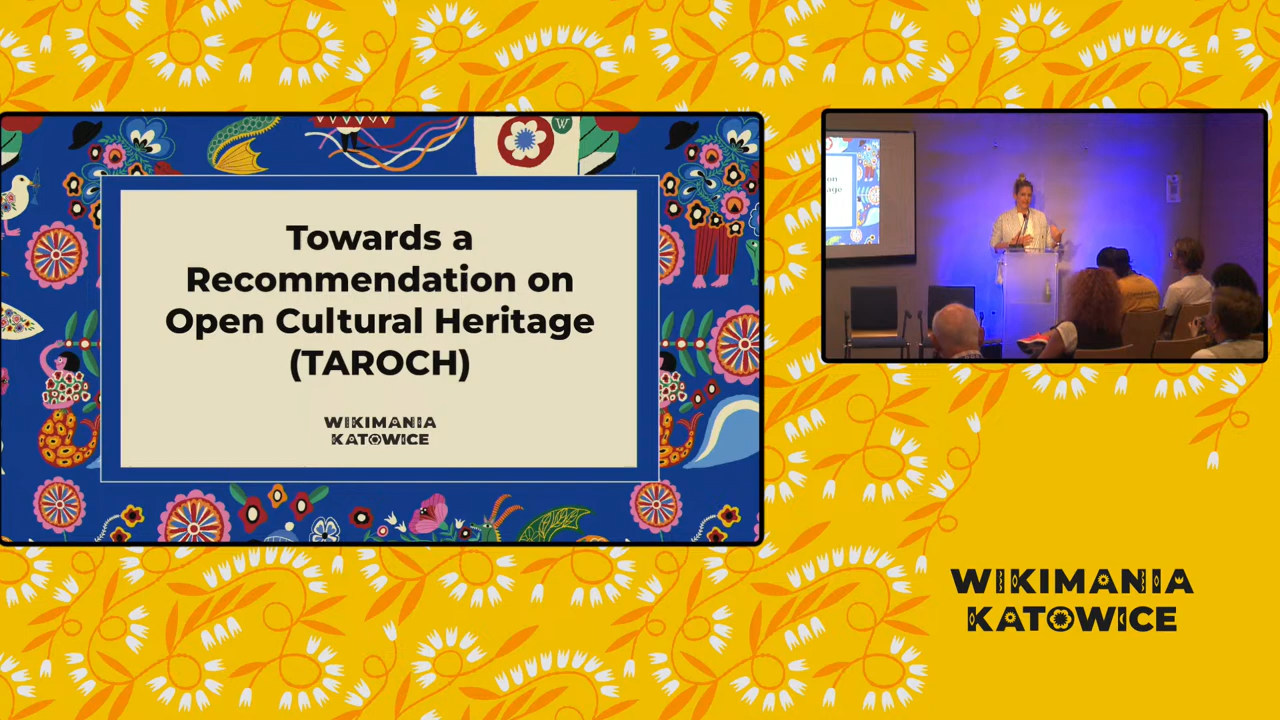 Towards a
Recommendation on
Open Cultural Heritage
(TAROCH)
WIKIMANIA
KATOWICE
W
WIKIMANIA
KATOWICE